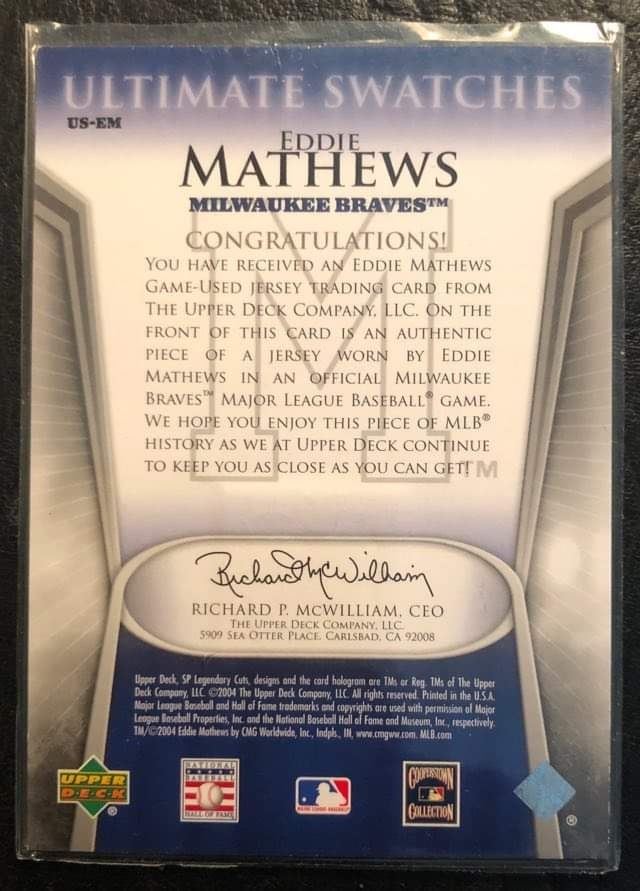 ULTIMATE SWATCHES
US-EM
EDDIE
MATHEWS
MILWAUKEE BRAVES™
CONGRATULATIONS!
YOU HAVE RECEIVED AN EDDIE MATHEWS
GAME-USED JERSEY TRADING CARD FROM
THE UPPER DECK COMPANY, LLC. ON THE
FRONT OF THIS CARD IS AN AUTHENTIC
PIECE OF A JERSEY WORN BY EDDIE
MATHEWS IN AN OFFICIAL MILWAUKEE
BRAVES™ MAJOR LEAGUE BASEBALL® GAME.
WE HOPE YOU ENJOY THIS PIECE OF MLB®
HISTORY AS WE AT UPPER DECK CONTINUE
TO KEEP YOU AS CLOSE AS YOU CAN GET!
M TM
Richard McWilliam
RICHARD P. MCWILLIAM, CEO
THE UPPER DECK COMPANY, LLC.
5909 SEA OTTER PLACE, CARLSBAD, CA 92008
Upper Deck, SP Legendary Cuts, designs and the card hologram are TMs or Reg. TMs of The Upper
Deck Company, LLC. ©2004 The Upper Deck Company, LLC. All rights reserved. Printed in the U.S.A.
Major League Baseball and Hall of Fame trademarks and copyrights are used with permission of Major
League Baseball Properties, Inc. and the National Baseball Hall of Fame and Museum, Inc., respectively.
TM/©2004 Eddie Mathews by CMG Worldwide, Inc., Indpls., IN, www.cmgww.com. MLB.com
UPPER
DECK
®
NATIONAL
BASEBALL
HALL OF FAME
MAJOR LEAGUE BASEBALL
COOPERSTOWN
COLLECTION
®